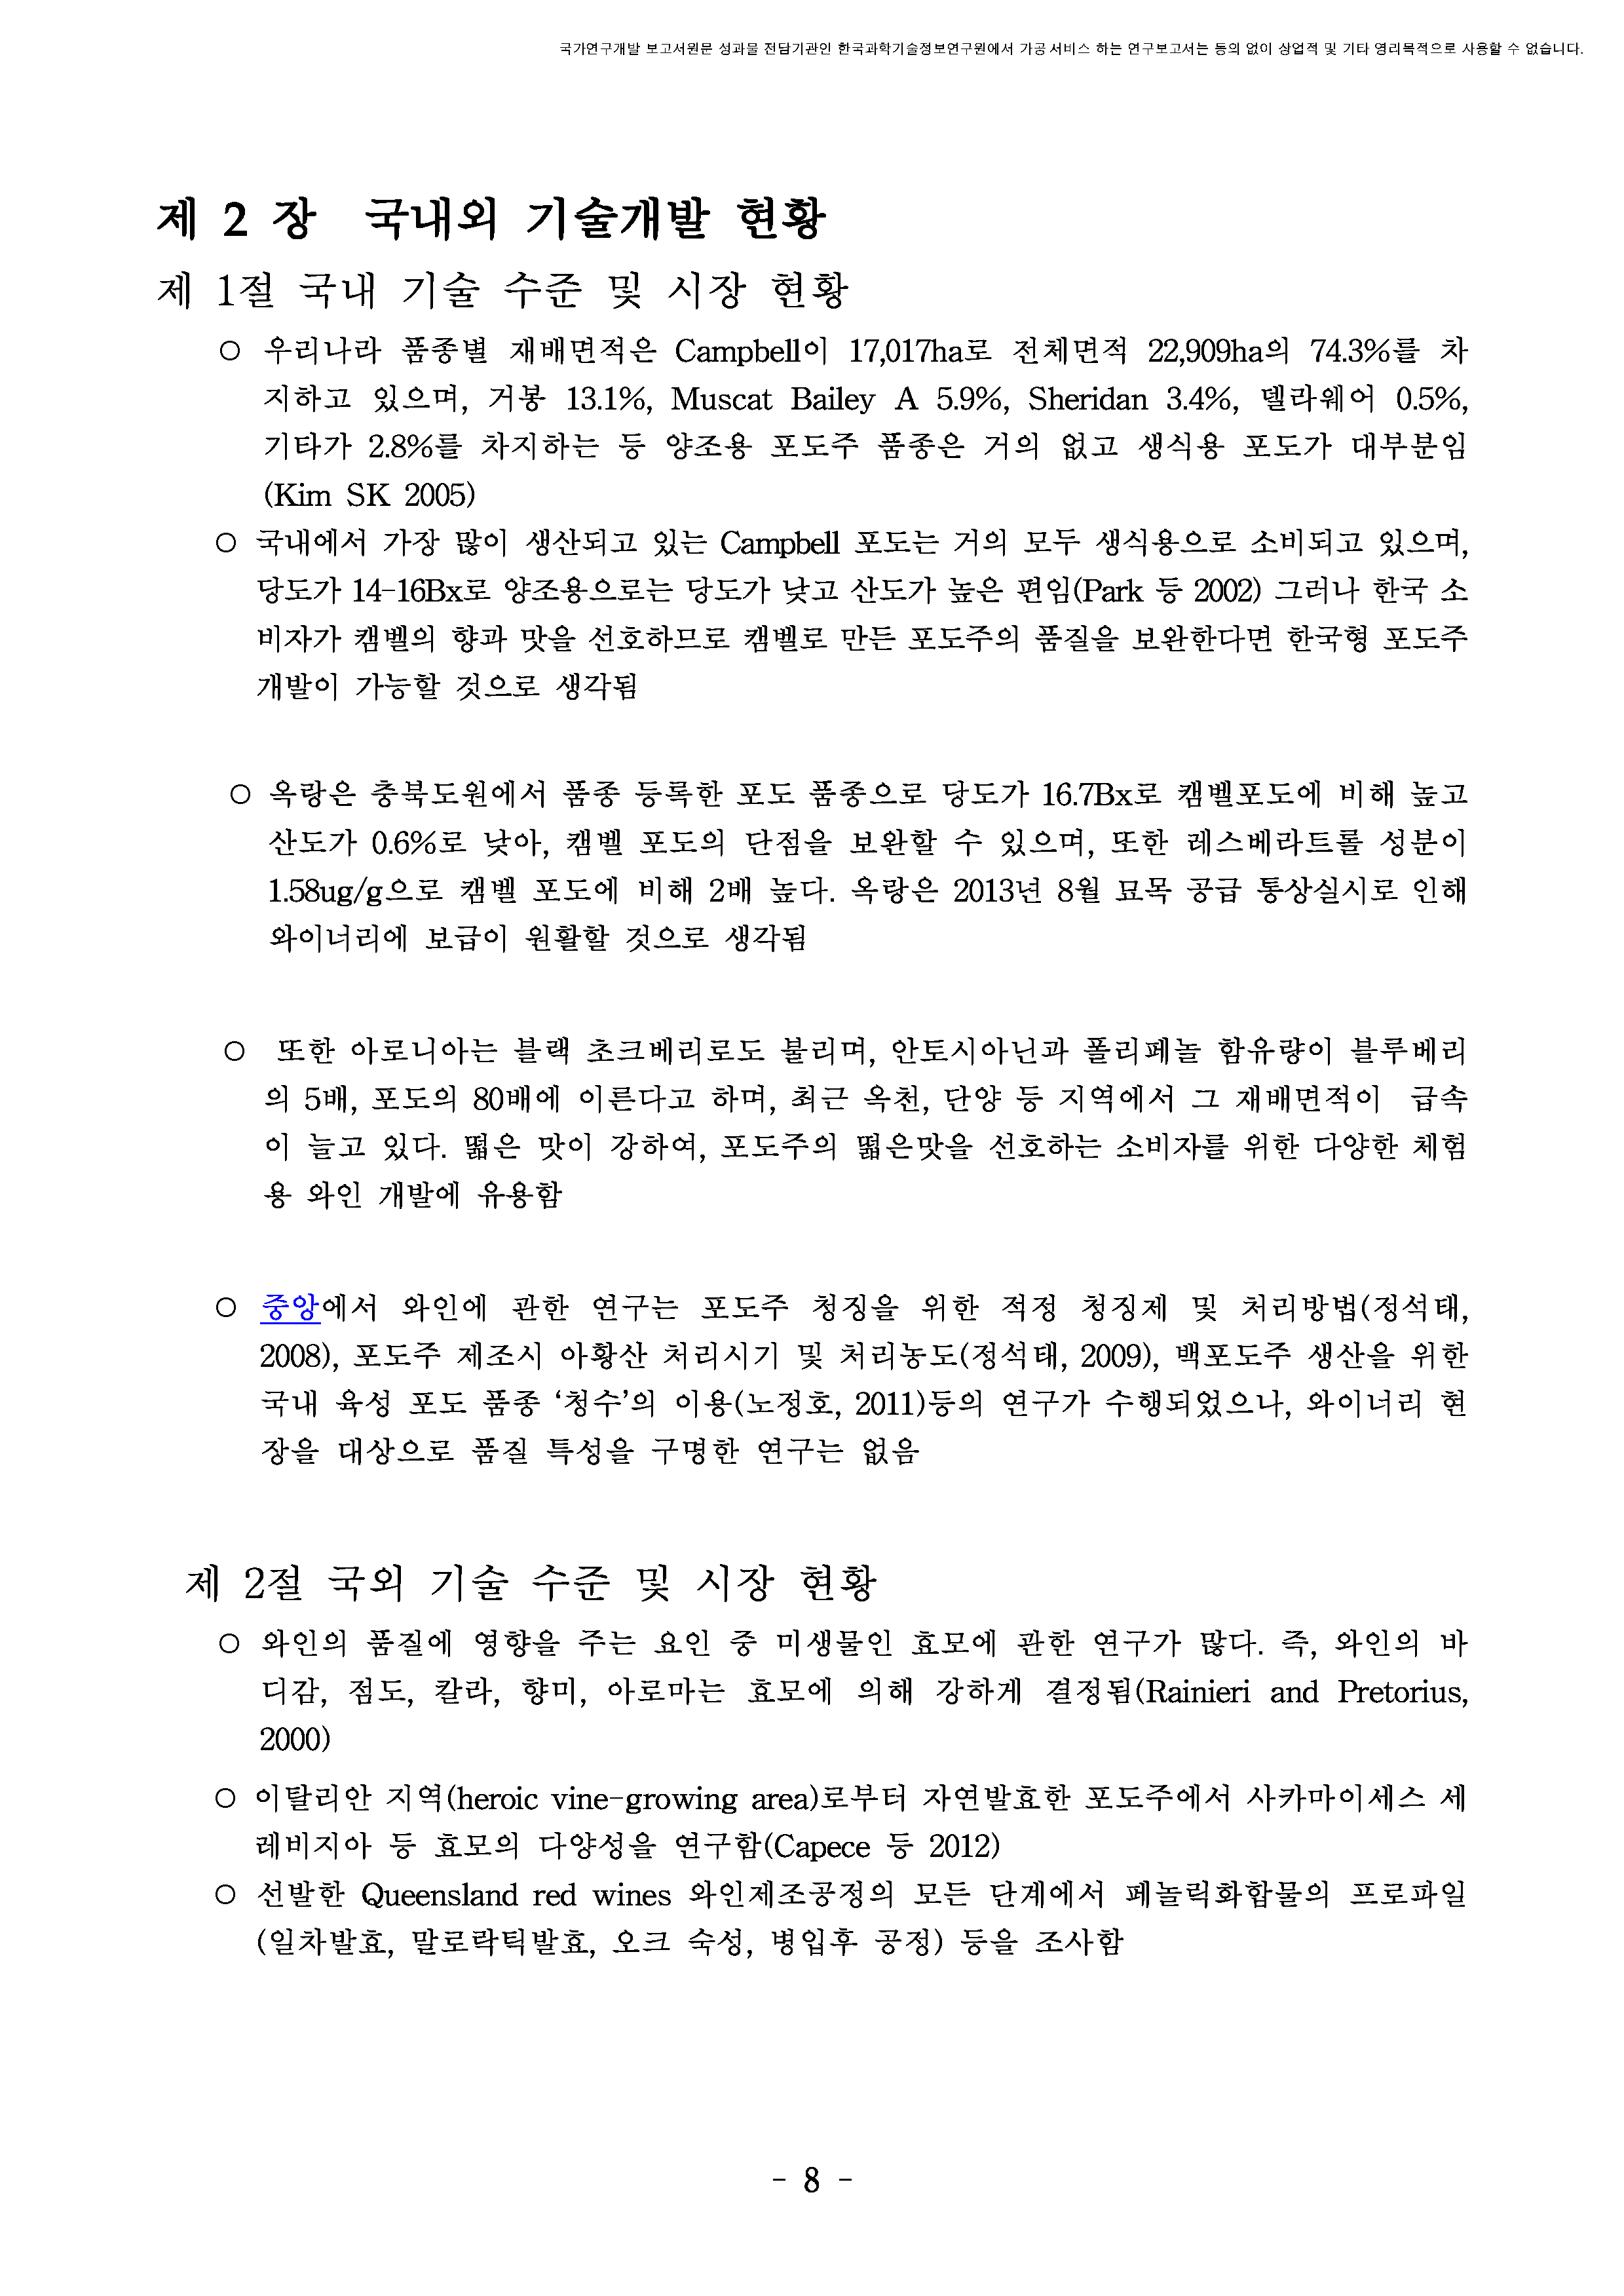 국가연구개발 보고서원문 성과물 전담기관인 한국과학기술정보연구원에서 가공·서비스 하는 연구보고서는 동의 없이 상업적 및 기타 영리목적으로 사용할 수 없습니다.
제 2 장 국내외 기술개발 현황
제 1절 국내 기술 수준 및 시장 현황
○ 우리나라 품종별 재배면적은 Campbell이 17,017ha로 전체면적 22,909ha의 74.3%를 차
지하고 있으며, 거봉 13.1%, Muscat Bailey A 5.9%, Sheridan 3.4%, 델라웨어 0.5%,
기타가 2.8%를 차지하는 등 양조용 포도주 품종은 거의 없고 생식용 포도가 대부분임
(Kim SK 2005)
○ 국내에서 가장 많이 생산되고 있는 Campbell 포도는 거의 모두 생식용으로 소비되고 있으며,
당도가 14-16Bx로 양조용으로는 당도가 낮고 산도가 높은 편임(Park 등 2002) 그러나 한국 소
비자가 캠벨의 향과 맛을 선호하므로 캠벨로 만든 포도주의 품질을 보완한다면 한국형 포도주
개발이 가능할 것으로 생각됨
○ 옥랑은 충북도원에서 품종 등록한 포도 품종으로 당도가 16.7Bx로 캠벨포도에 비해 높고
산도가 0.6%로 낮아, 캠벨 포도의 단점을 보완할 수 있으며, 또한 레스베라트롤 성분이
1.58ug/g으로 캠벨 포도에 비해 2배 높다. 옥랑은 2013년 8월 묘목 공급 통상실시로 인해
와이너리에 보급이 원활할 것으로 생각됨
○ 또한 아로니아는 블랙 초크베리로도 불리며, 안토시아닌과 폴리페놀 함유량이 블루베리
의 5배, 포도의 80배에 이른다고 하며, 최근 옥천, 단양 등 지역에서 그 재배면적이 급속
이 늘고 있다. 떫은 맛이 강하여, 포도주의 떫은맛을 선호하는 소비자를 위한 다양한 체험
용 와인 개발에 유용함
○ 중앙에서 와인에 관한 연구는 포도주 청징을 위한 적정 청징제 및 처리방법(정석태,
2008), 포도주 제조시 아황산 처리시기 및 처리농도(정석태, 2009), 백포도주 생산을 위한
국내 육성 포도 품종 ‘청수’의 이용(노정호, 2011)등의 연구가 수행되었으나, 와이너리 현
장을 대상으로 품질 특성을 구명한 연구는 없음
제 2절 국외 기술 수준 및 시장 현황
○ 와인의 품질에 영향을 주는 요인 중 미생물인 효모에 관한 연구가 많다. 즉, 와인의 바
디감, 점도, 칼라, 향미, 아로마는 효모에 의해 강하게 결정됨(Rainieri and Pretorius,
2000)
○ 이탈리안 지역(heroic vine-growing area)로부터 자연발효한 포도주에서 사카마이세스 세
레비지아 등 효모의 다양성을 연구함(Capece 등 2012)
○ 선발한 Queensland red wines 와인제조공정의 모든 단계에서 페놀릭화합물의 프로파일
(일차발효, 말로락틱발효, 오크 숙성, 병입후 공정) 등을 조사함
- 8 -